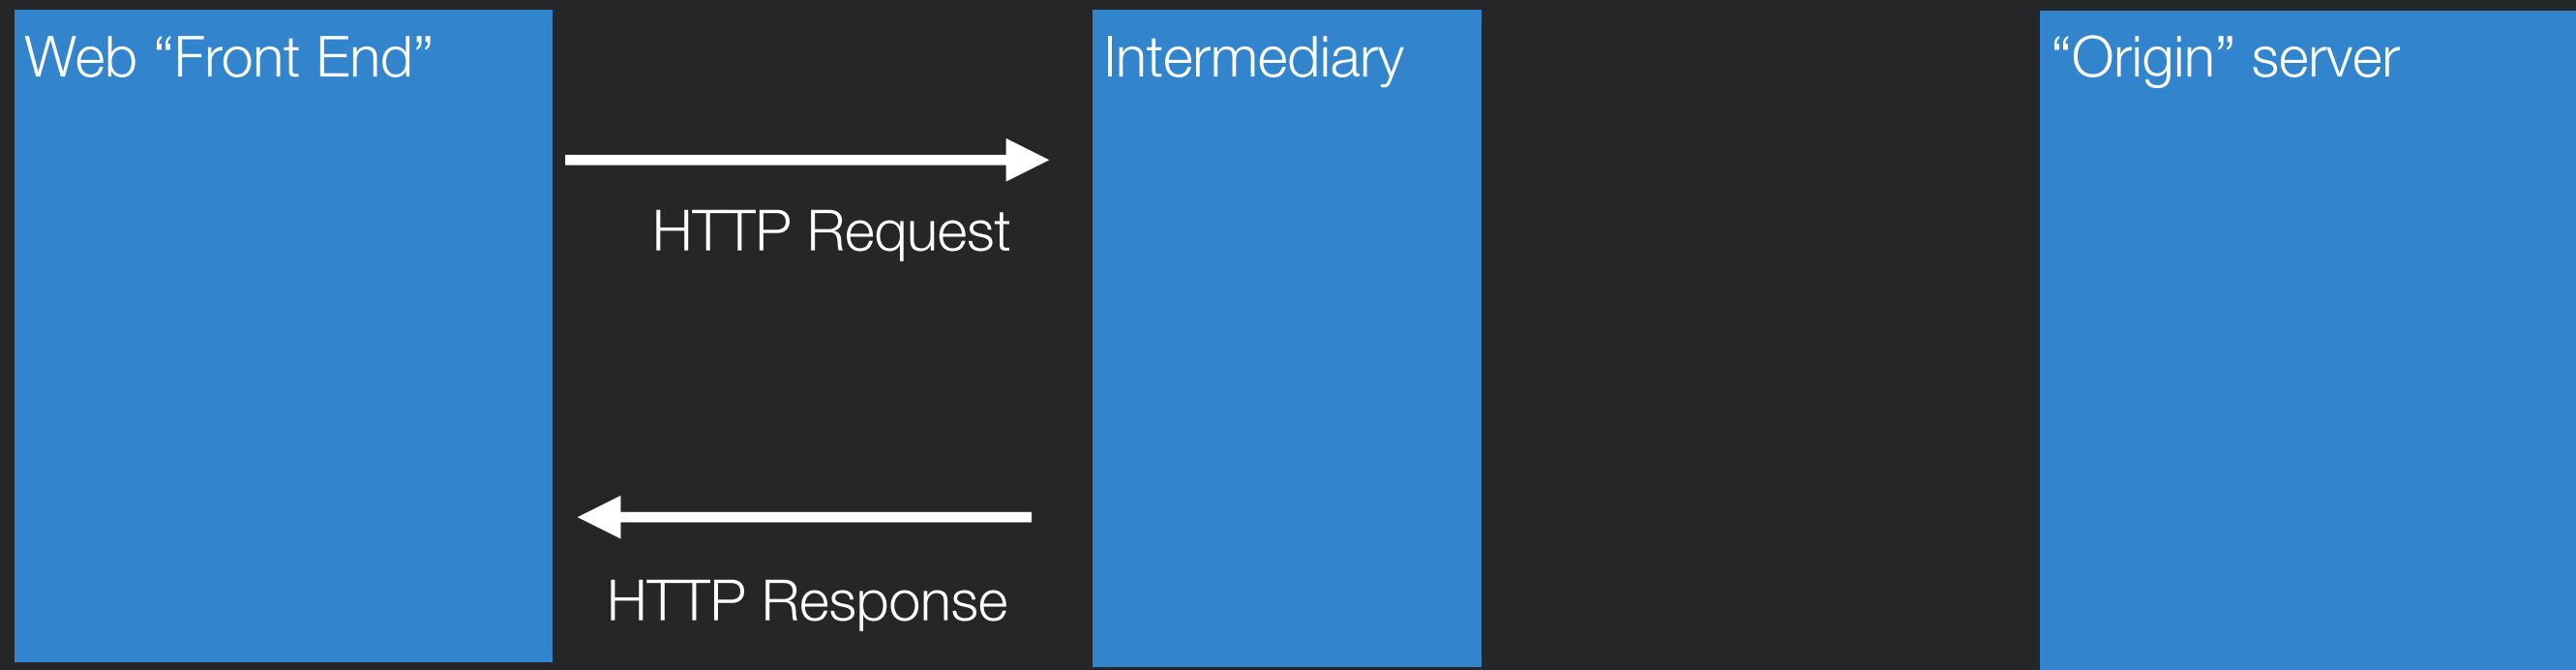 Web “Front End”
Intermediary
“Origin” server
HTTP Request
HTTP Response